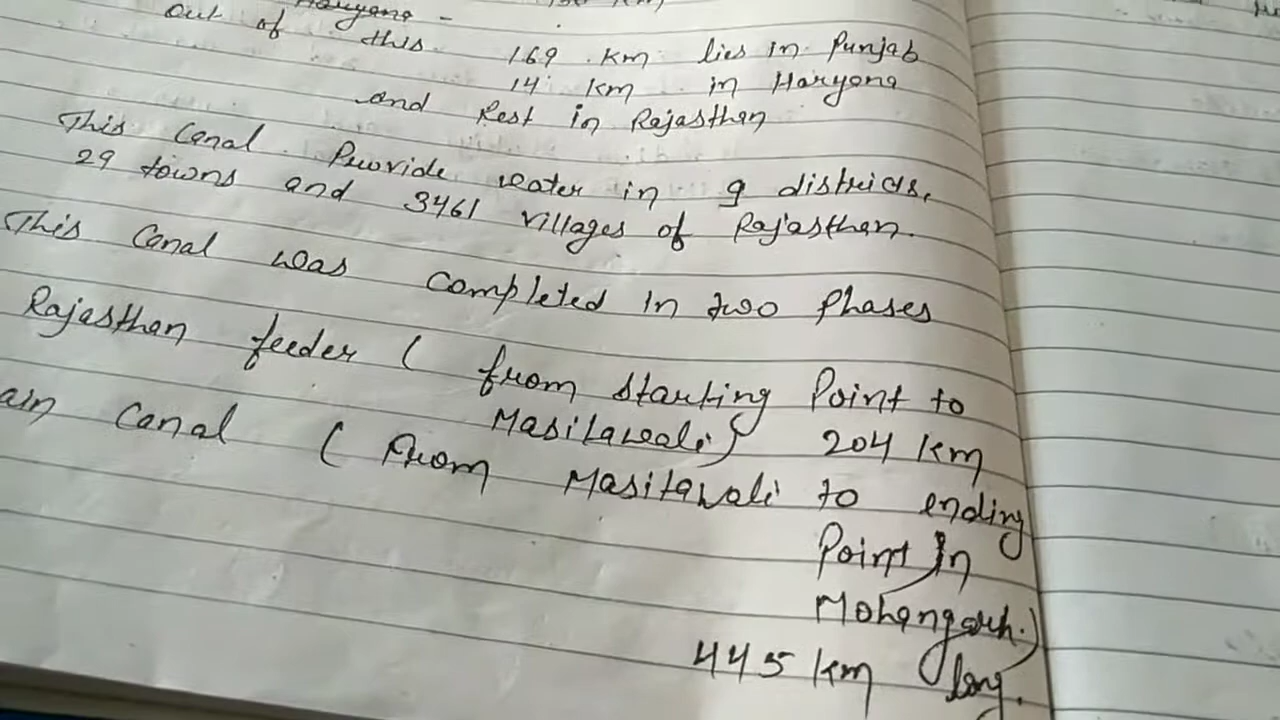 Haryana -
out of this 169 km lies in Punjab
14 km in Haryana
and Rest in Rajasthan
This Canal Provide water in 9 districts,
29 towns and 3461 villages of Rajasthan.
This Canal was completed in two Phases
Rajasthan feeder ( from starting Point to
Masitawali) 204 km
ain Canal ( From Masitawali to ending
Point In
Mohangarh.)
445 km long.